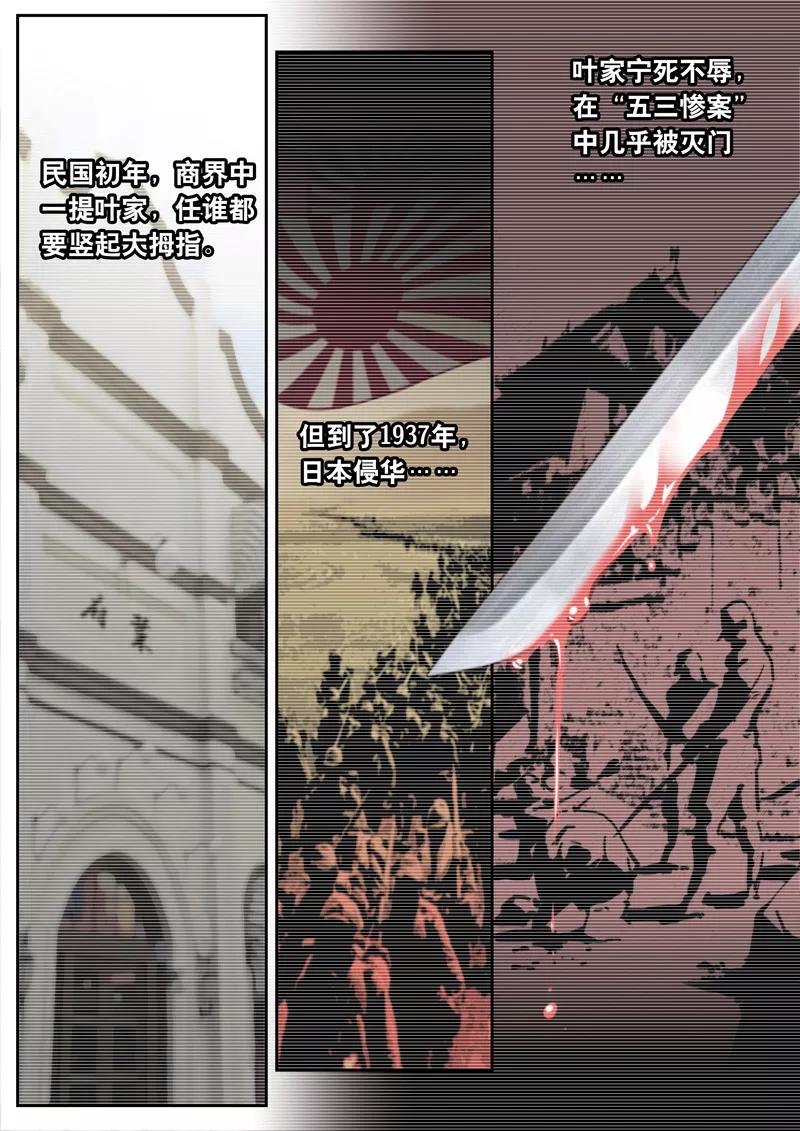 民国初年，商界中
一提叶家，任谁都
要竖起大拇指。
但到了1937年，
日本侵华……
叶家宁死不辱，
在“五三惨案”
中几乎被灭门
……